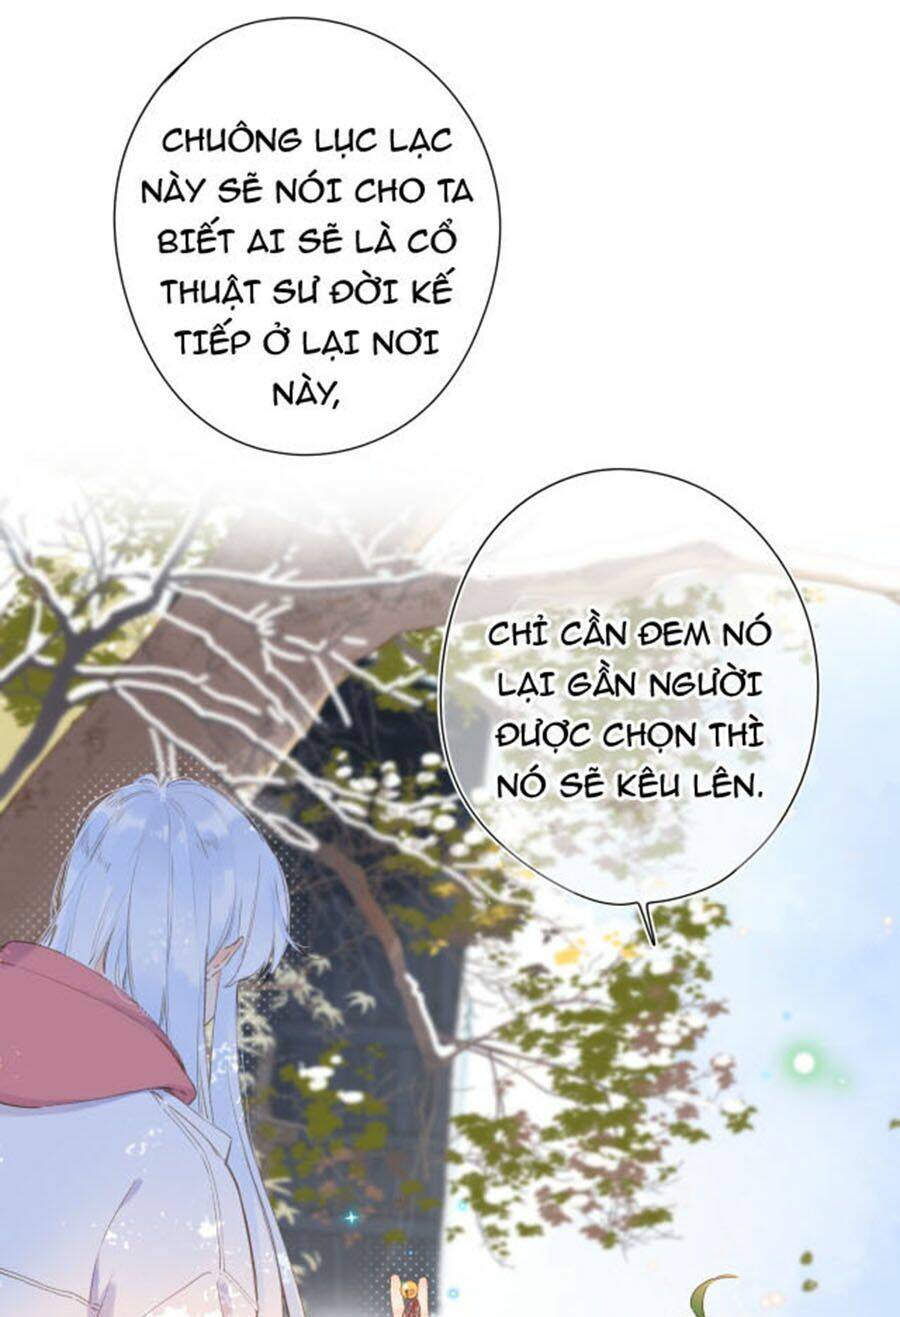 CHUÔNG LỤC LẠC
NÀY SẼ NÓI CHO TA
BIẾT AI SẼ LÀ CỔ
THUẬT SƯ ĐỜI KẾ
TIẾP Ở LẠI NƠI
NÀY,
CHỈ CẦN ĐEM NÓ
LẠI GẦN NGƯỜI
ĐƯỢC CHỌN THÌ
NÓ SẼ KÊU LÊN.